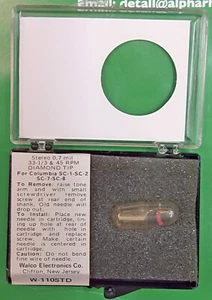 email: detail@alphar
Stereo 0.7 mil
33-1/3 & 45 RPM
DIAMOND TIP
For Columbia SC-1-SC-2
SC-7-SC-8
To Remove: raise tone
arm and with small
screwdriver remove
screw at rear end of
shank. Old needle will
drop out.
To Install: Place new
needle in cartridge, lin-
ing up hole at rear of
needle with hole in
cartridge and replace
screw. Make certain
needle is centered in
cartridge.
Caution: Do not bend
fine wire of needle.
Walco Electronics Co.
Clifton, New Jersey
W-1105TD